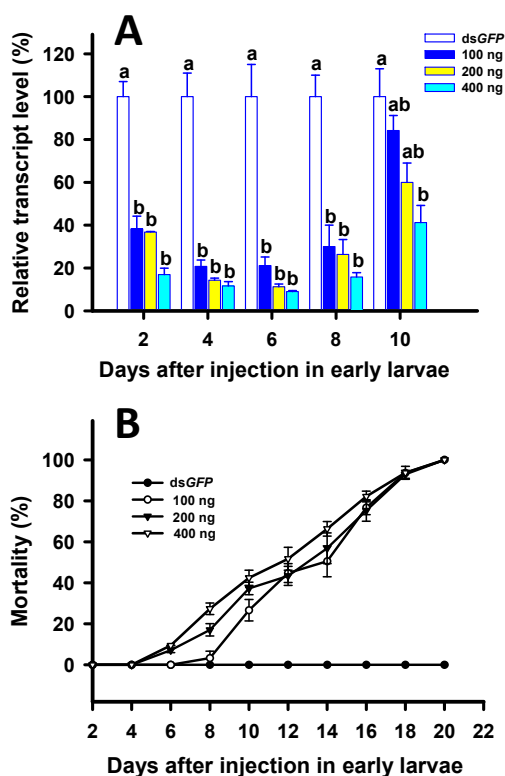 A
dsGFP
100 ng
200 ng
400 ng
Relative transcript level (%)
120
100
80
60
40
20
0
a
b
b
b
a
b
b
b
a
b
b
b
a
b
b
b
a
ab
ab
b
2 4 6 8 10
Days after injection in early larvae
B
dsGFP
100 ng
200 ng
400 ng
Mortality (%)
100
80
60
40
20
0
2 4 6 8 10 12 14 16 18 20 22
Days after injection in early larvae